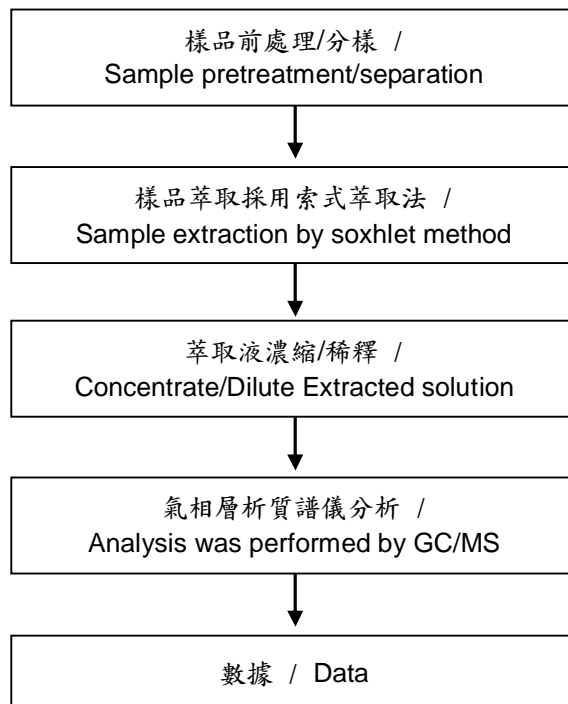 樣品前處理/分樣 /
Sample pretreatment/separation
樣品萃取採用索式萃取法 /
Sample extraction by soxhlet method
萃取液濃縮/稀釋 /
Concentrate/Dilute Extracted solution
氣相層析質譜儀分析 /
Analysis was performed by GC/MS
數據 / Data